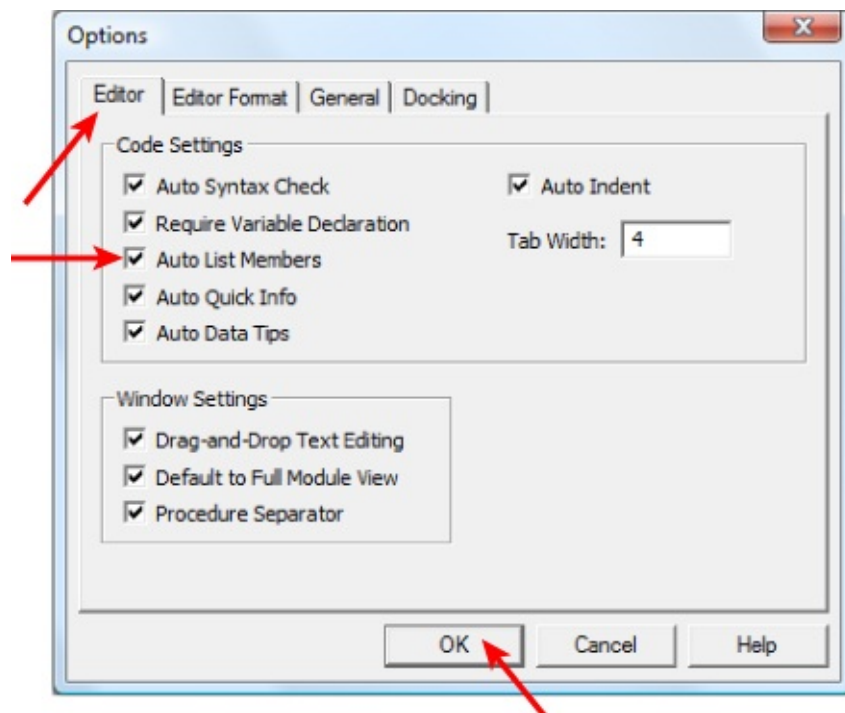 Options
Editor Editor Format General Docking
Code Settings
Auto Syntax Check Auto Indent
Require Variable Declaration
Tab Width: 4
Auto List Members
Auto Quick Info
Auto Data Tips
Window Settings
Drag-and-Drop Text Editing
Default to Full Module View
Procedure Separator
OK Cancel Help